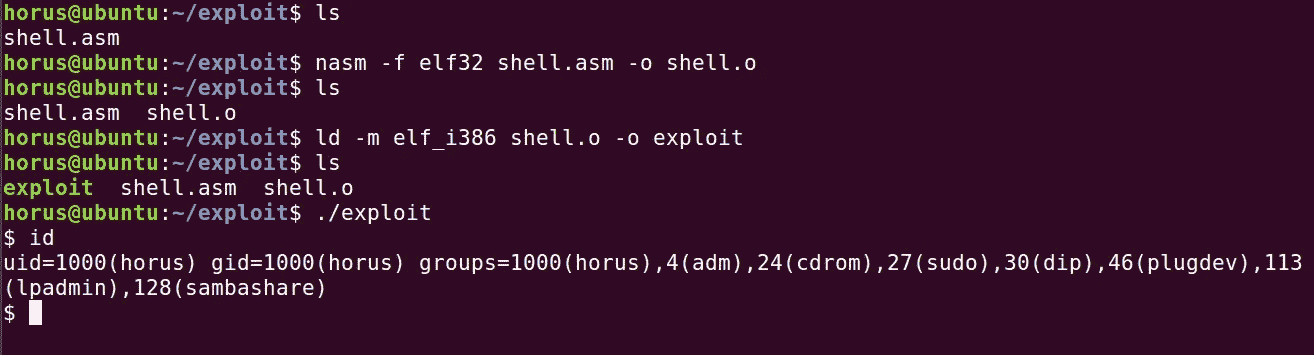 horus@ubuntu:~/exploit$ ls
shell.asm
horus@ubuntu:~/exploit$ nasm -f elf32 shell.asm -o shell.o
horus@ubuntu:~/exploit$ ls
shell.asm  shell.o
horus@ubuntu:~/exploit$ ld -m elf_i386 shell.o -o exploit
horus@ubuntu:~/exploit$ ls
exploit  shell.asm  shell.o
horus@ubuntu:~/exploit$ ./exploit
$ id
uid=1000(horus) gid=1000(horus) groups=1000(horus),4(adm),24(cdrom),27(sudo),30(dip),46(plugdev),113
(lpadmin),128(sambashare)
$